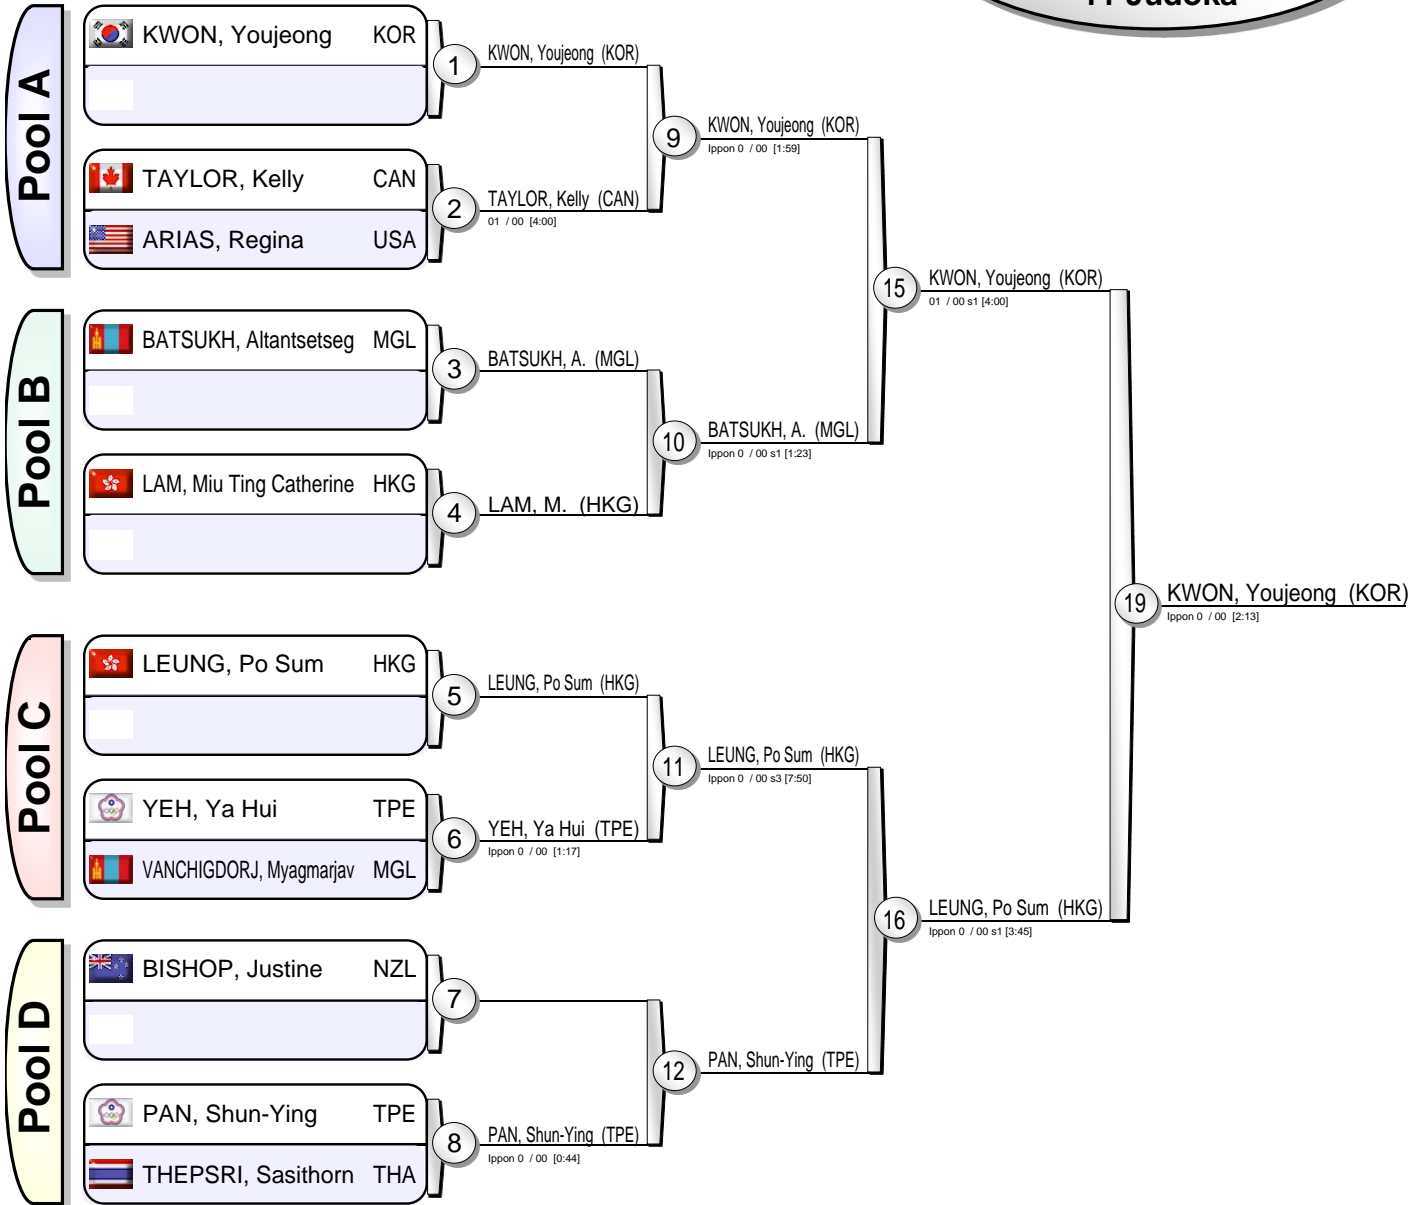 11 Judoka
Pool A
KWON, Youjeong KOR
TAYLOR, Kelly CAN
ARIAS, Regina USA
1
KWON, Youjeong (KOR)
2
TAYLOR, Kelly (CAN)
01 / 00 [4:00]
9
KWON, Youjeong (KOR)
Ippon 0 / 00 [1:59]
Pool B
BATSUKH, Altantsetseg MGL
LAM, Miu Ting Catherine HKG
3
BATSUKH, A. (MGL)
4
LAM, M. (HKG)
10
BATSUKH, A. (MGL)
Ippon 0 / 00 s1 [1:23]
15
KWON, Youjeong (KOR)
01 / 00 s1 [4:00]
Pool C
LEUNG, Po Sum HKG
YEH, Ya Hui TPE
VANCHIGDORJ, Myagmarjav MGL
5
LEUNG, Po Sum (HKG)
6
YEH, Ya Hui (TPE)
Ippon 0 / 00 [1:17]
11
LEUNG, Po Sum (HKG)
Ippon 0 / 00 s3 [7:50]
Pool D
BISHOP, Justine NZL
PAN, Shun-Ying TPE
THEPSRI, Sasithorn THA
7
8
PAN, Shun-Ying (TPE)
Ippon 0 / 00 [0:44]
12
PAN, Shun-Ying (TPE)
16
LEUNG, Po Sum (HKG)
Ippon 0 / 00 s1 [3:45]
19
KWON, Youjeong (KOR)
Ippon 0 / 00 [2:13]